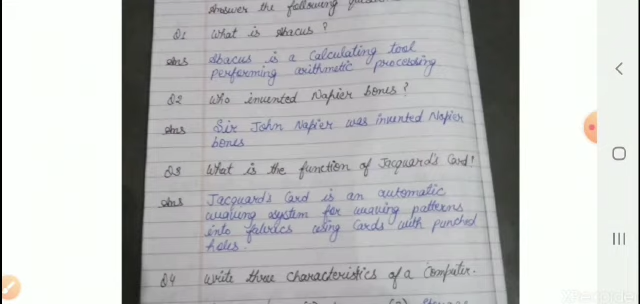 Answer the following
Q1 What is Abacus ?
Ans Abacus is a Calculating tool
performing arithmetic processing
Q2 Who invented Napier bones ?
Ans Sir John Napier was invented Napier
bones
Q3 What is the function of Jacquard's Card!
Ans Jacquard's Card is an automatic
system for weaving patterns
into fabrics using Cards with punched
holes.
Q4 Write three characteristics of a Computer.